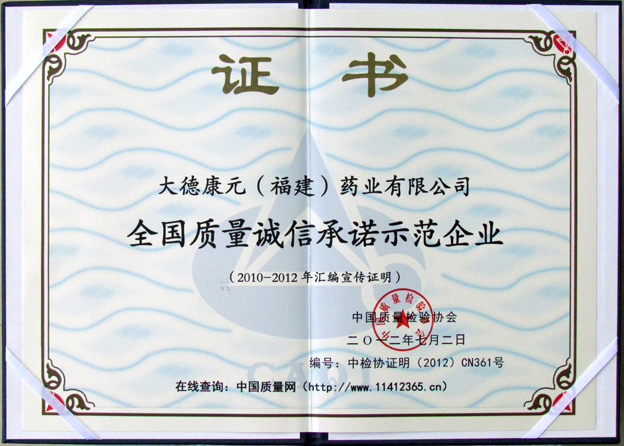 证 书
大德康元（福建）药业有限公司
全国质量诚信承诺示范企业
（2010-2012年汇编宣传证明）
中国质量检验协会
二〇一二年七月二日
编号：中检协证明（2012）CN361号
在线查询：中国质量网（http://www.11412365.cn）